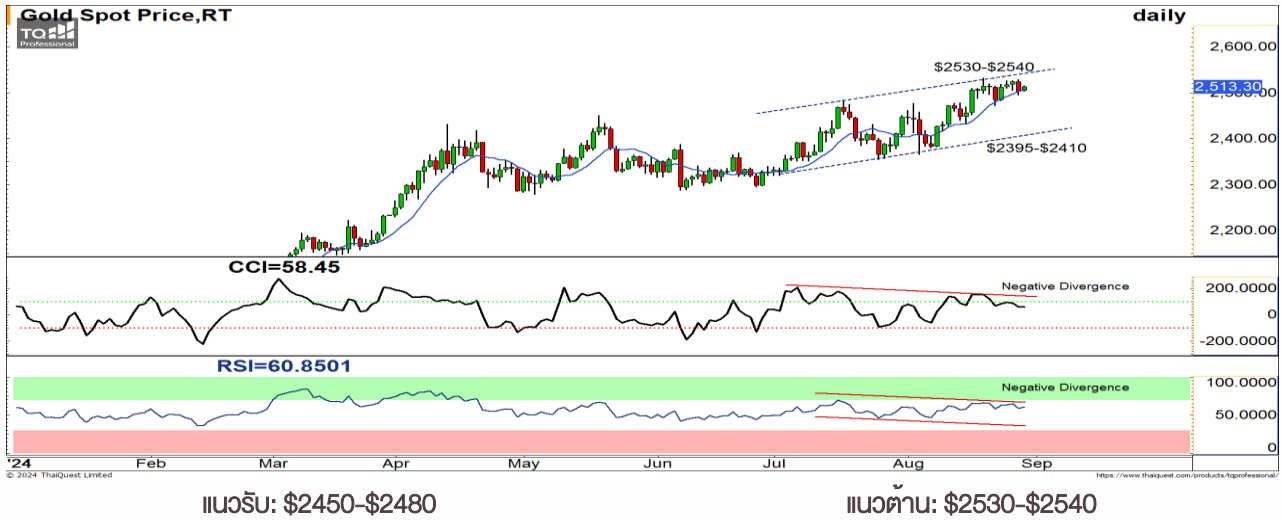 Gold Spot Price,RT
daily
TQ
Professional
2,600.00
$2530-$2540
2,513.30
2,500.00
2,400.00
$2395-$2410
2,300.00
2,200.00
CCI=58.45
Negative Divergence
200.0000
0
-200.0000
RSI=60.8501
Negative Divergence
100.0000
50.0000
0
'24 Feb Mar Apr May Jun Jul Aug Sep
© 2024 ThaiQuest Limited
https://www.thaiquest.com/products/tqprofessional/
แนวรับ: $2450-$2480
แนวต้าน: $2530-$2540